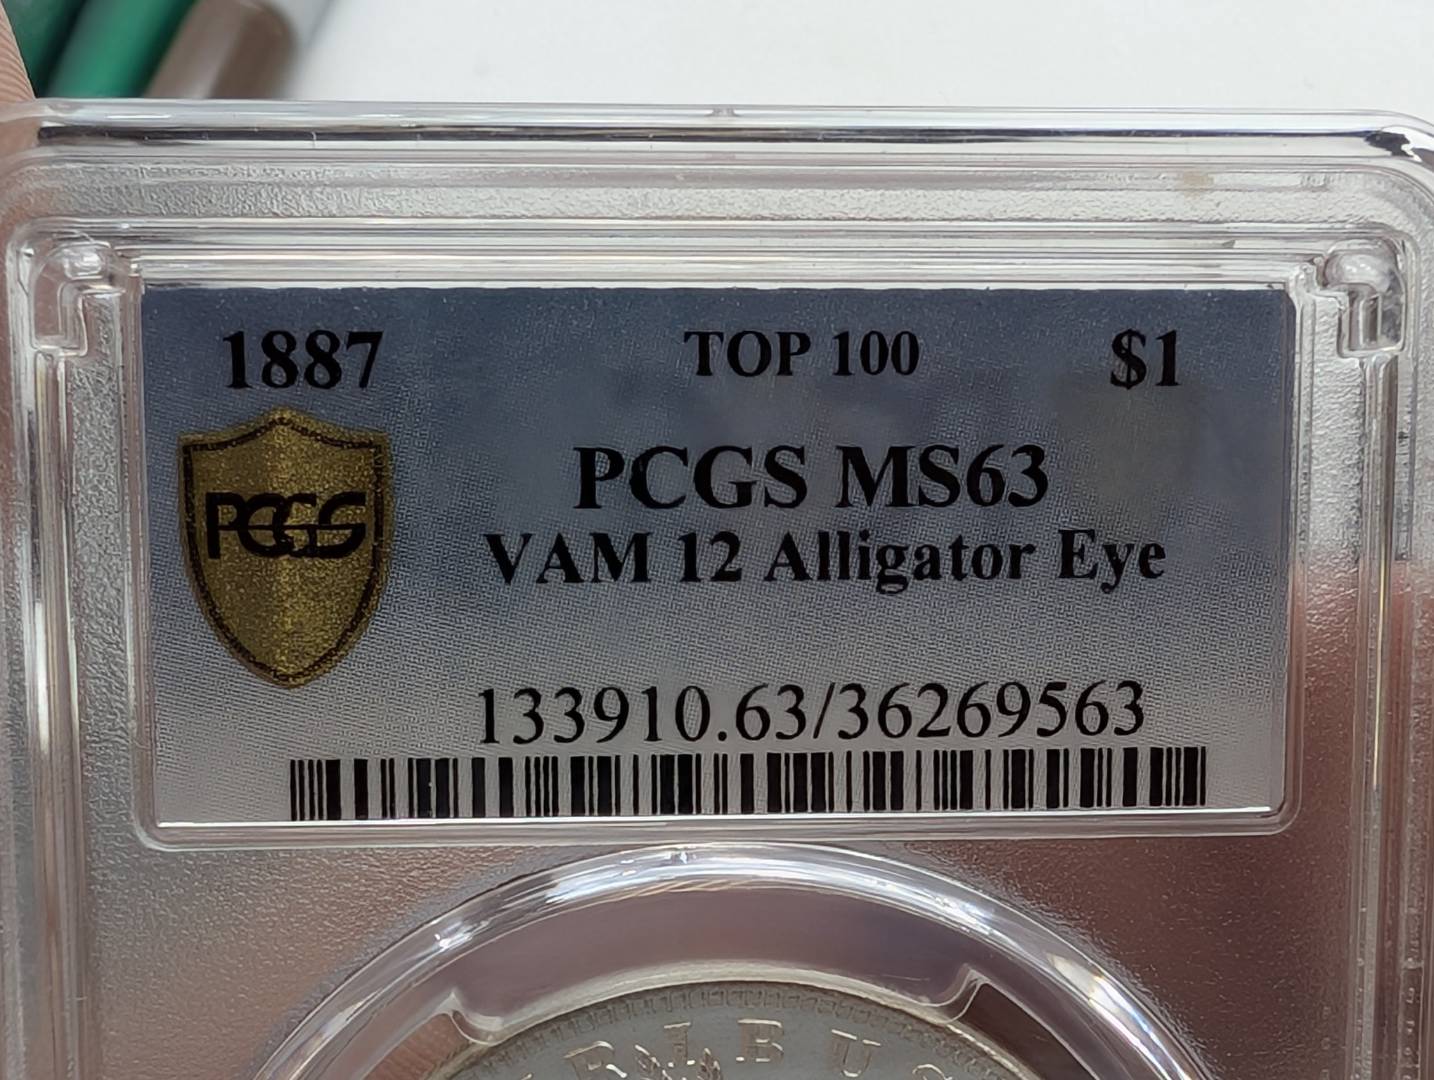 1887 TOP 100 $1
PCGS
PCGS MS63
VAM 12 Alligator Eye
133910.63/36269563
R I B U